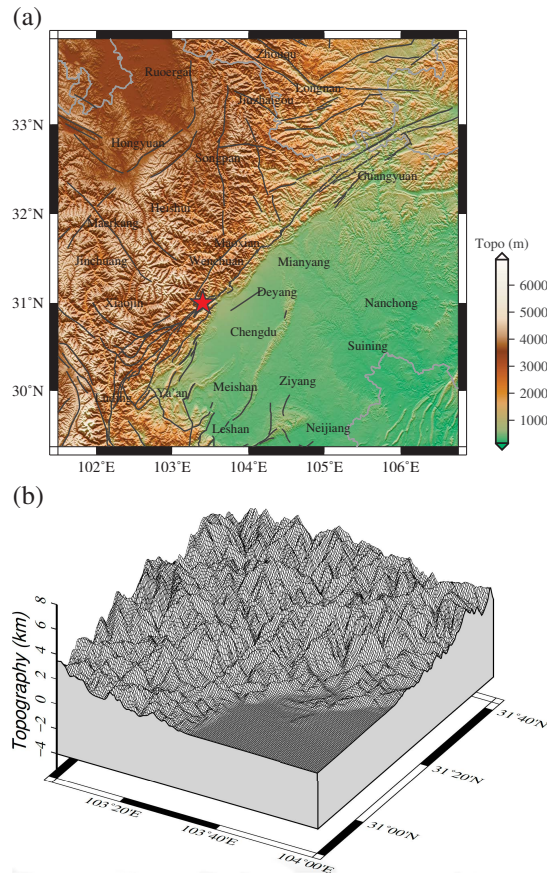 (a)
Zhouqu
Ruoergai
Longnan
Jiuzhaigou
33°N
Hongyuan
Songpan
Guangyuan
Heishui
32°N
Maerkang
Maoxian
Jinchuang
Wenchuan
Mianyang
Topo (m)
Deyang
6000
Xiaojin
Nanchong
5000
31°N
4000
Chengdu
3000
Suining
2000
30°N
Ziyang
Meishan
Ya'an
1000
Leshan
Neijiang
102°E 103°E 104°E 105°E 106°E
(b)
Topography (km)
8
6
4
2
0
−2
−4
31°40'N
31°20'N
31°00'N
103°20'E
103°40'E
104°00'E